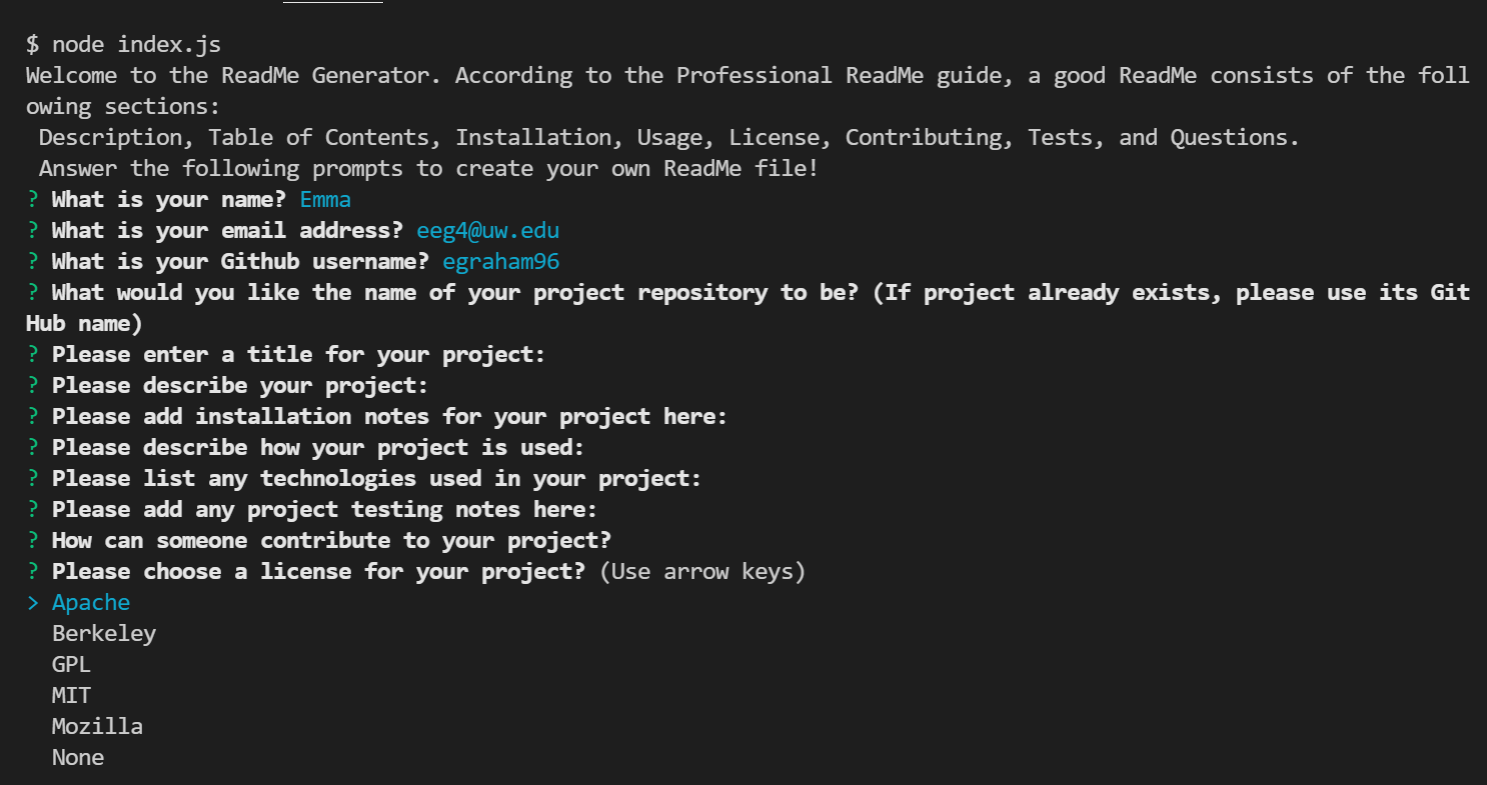 $ node index.js
Welcome to the ReadMe Generator. According to the Professional ReadMe guide, a good ReadMe consists of the foll
owing sections:
Description, Table of Contents, Installation, Usage, License, Contributing, Tests, and Questions.
Answer the following prompts to create your own ReadMe file!
? What is your name? Emma
? What is your email address? eeg4@uw.edu
? What is your Github username? egraham96
? What would you like the name of your project repository to be? (If project already exists, please use its Git
Hub name)
? Please enter a title for your project:
? Please describe your project:
? Please add installation notes for your project here:
? Please describe how your project is used:
? Please list any technologies used in your project:
? Please add any project testing notes here:
? How can someone contribute to your project?
? Please choose a license for your project? (Use arrow keys)
> Apache
Berkeley
GPL
MIT
Mozilla
None